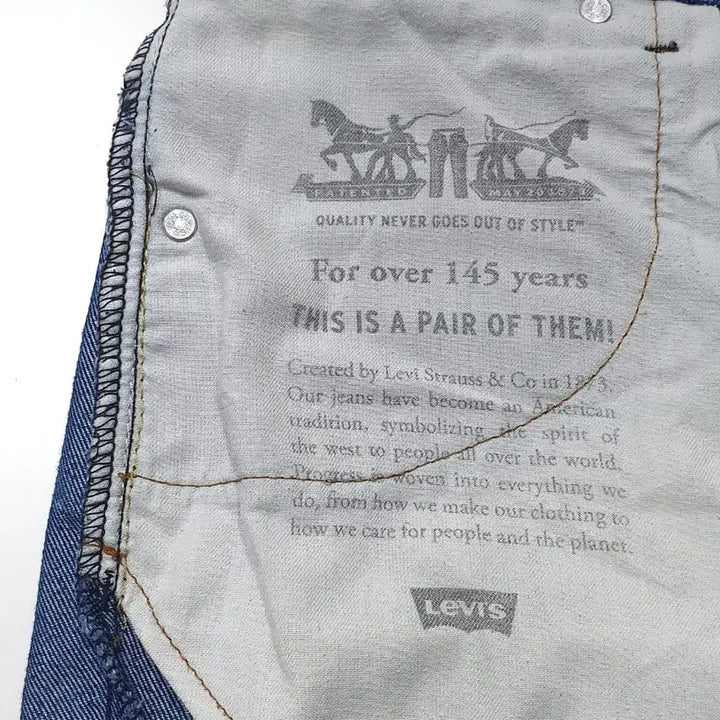 PATENTED MAY 20 1873
QUALITY NEVER GOES OUT OF STYLE™
For over 145 years
THIS IS A PAIR OF THEM!
Created by Levi Strauss & Co in 1873.
Our jeans have become an American
tradition, symbolizing the spirit of
the west to people all over the world.
Progress is woven into everything we
do, from how we make our clothing to
how we care for people and the planet.
LEVI'S